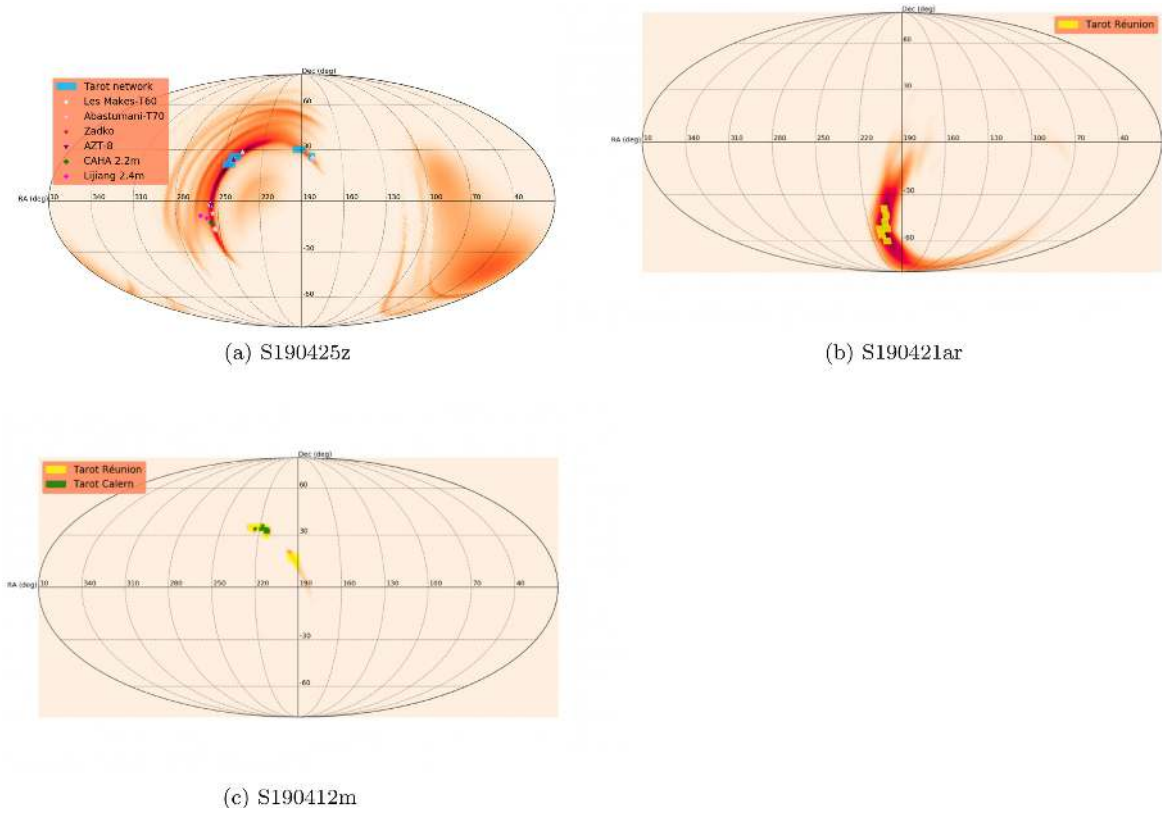 Dec (deg)
Tarot network
Les Makes-T60
Abastumani-T70
Zadko
AZT-8
CAHA 2.2m
Lijiang 2.4m
60
30
RA (deg)
250 220 190 160 130 100 70 40
-30
-60
(a) S190425z
Dec (deg)
Tarot Réunion
60
30
RA (deg) 10 340 310 280 250 220 190 160 130 100 70 40
-30
-60
(b) S190421ar
Dec (deg)
Tarot Réunion
Tarot Calern
60
30
RA (deg) 10 340 310 280 250 220 190 160 130 100 70 40
-30
-60
(c) S190412m